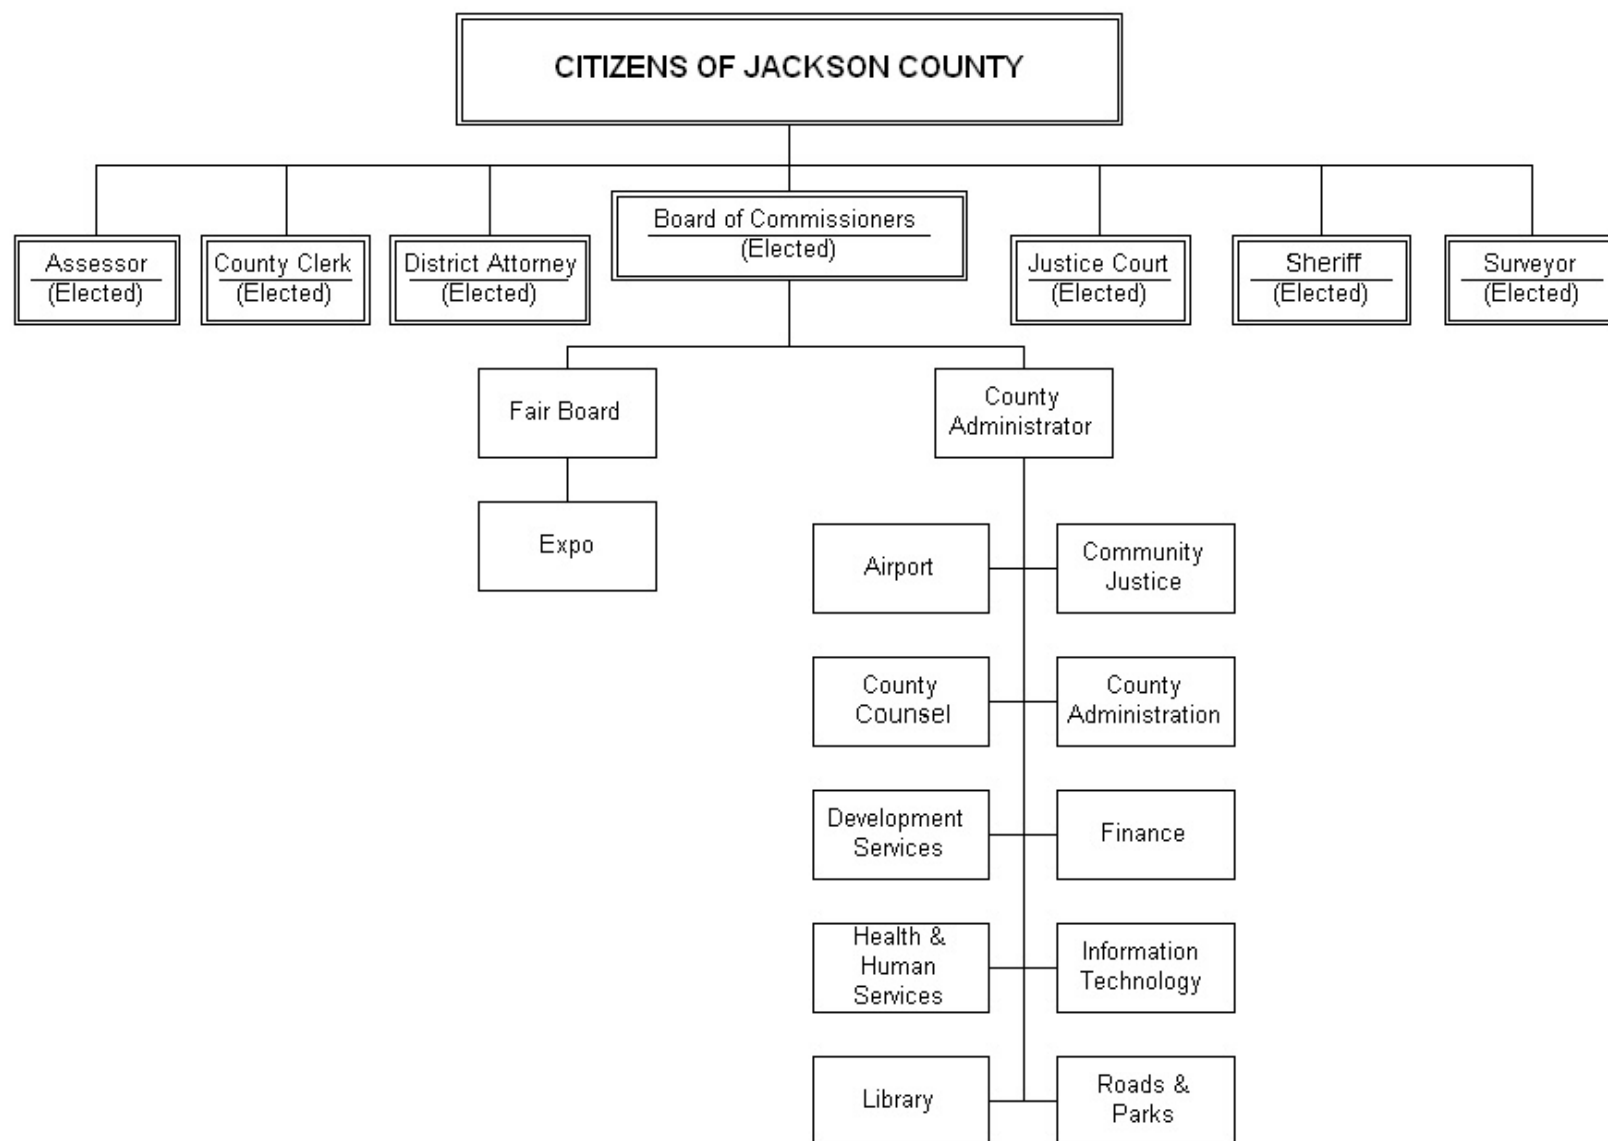 CITIZENS OF JACKSON COUNTY
Board of Commissioners
(Elected)
Assessor
(Elected)
County Clerk
(Elected)
District Attorney
(Elected)
Justice Court
(Elected)
Sheriff
(Elected)
Surveyor
(Elected)
Fair Board
County
Administrator
Expo
Airport
Community
Justice
County
Counsel
County
Administration
Development
Services
Finance
Health &
Human
Services
Information
Technology
Library
Roads &
Parks